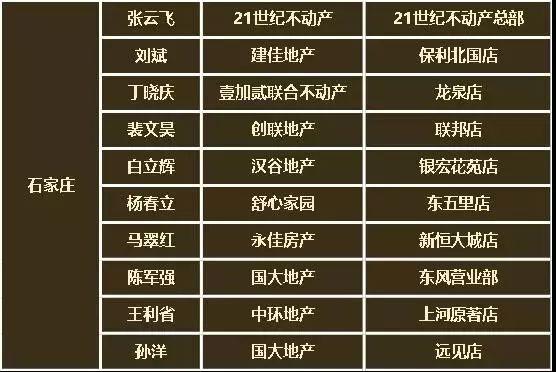 石家庄
张云飞 21世纪不动产 21世纪不动产总部
刘斌 建佳地产 保利北国店
丁晓庆 壹加贰联合不动产 龙泉店
裴文昊 创联地产 联邦店
白立辉 汉谷地产 银宏花苑店
杨春立 舒心家园 东五里店
马翠红 永佳房产 新恒大城店
陈军强 国大地产 东风营业部
王利省 中环地产 上河原著店
孙洋 国大地产 远见店